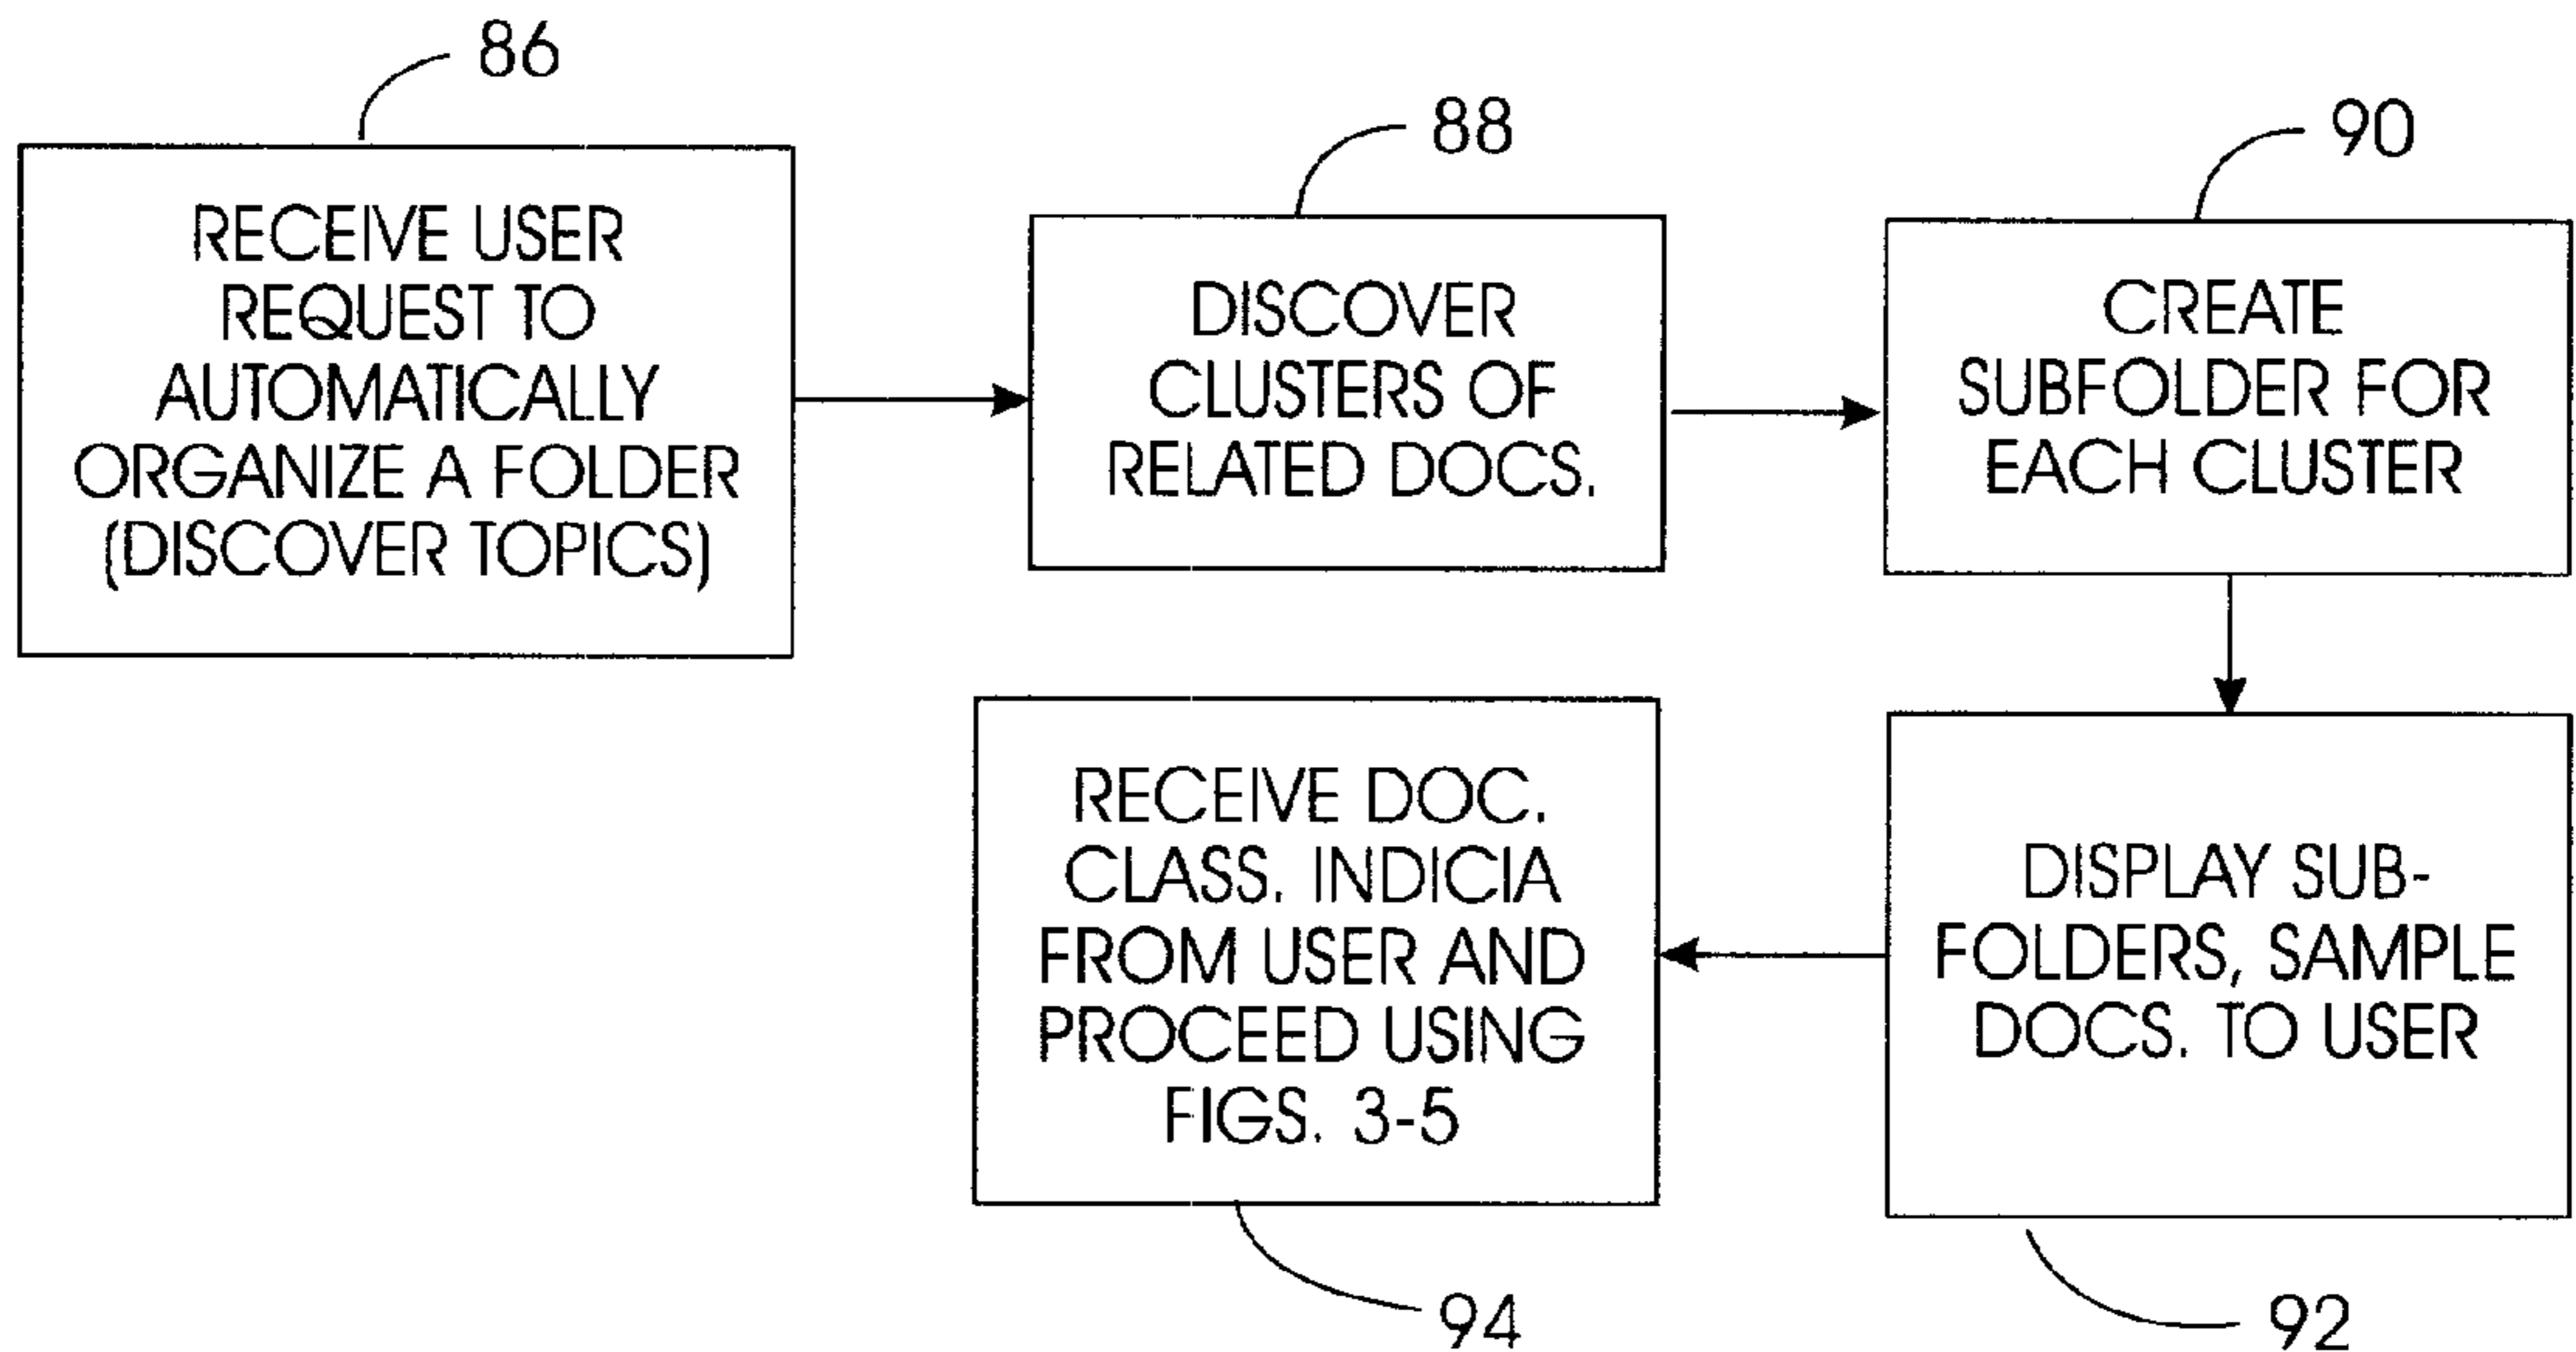 86
RECEIVE USER
REQUEST TO
AUTOMATICALLY
ORGANIZE A FOLDER
(DISCOVER TOPICS)
88
DISCOVER
CLUSTERS OF
RELATED DOCS.
90
CREATE
SUBFOLDER FOR
EACH CLUSTER
DISPLAY SUB-
FOLDERS, SAMPLE
DOCS. TO USER
92
RECEIVE DOC.
CLASS. INDICIA
FROM USER AND
PROCEED USING
FIGS. 3-5
94